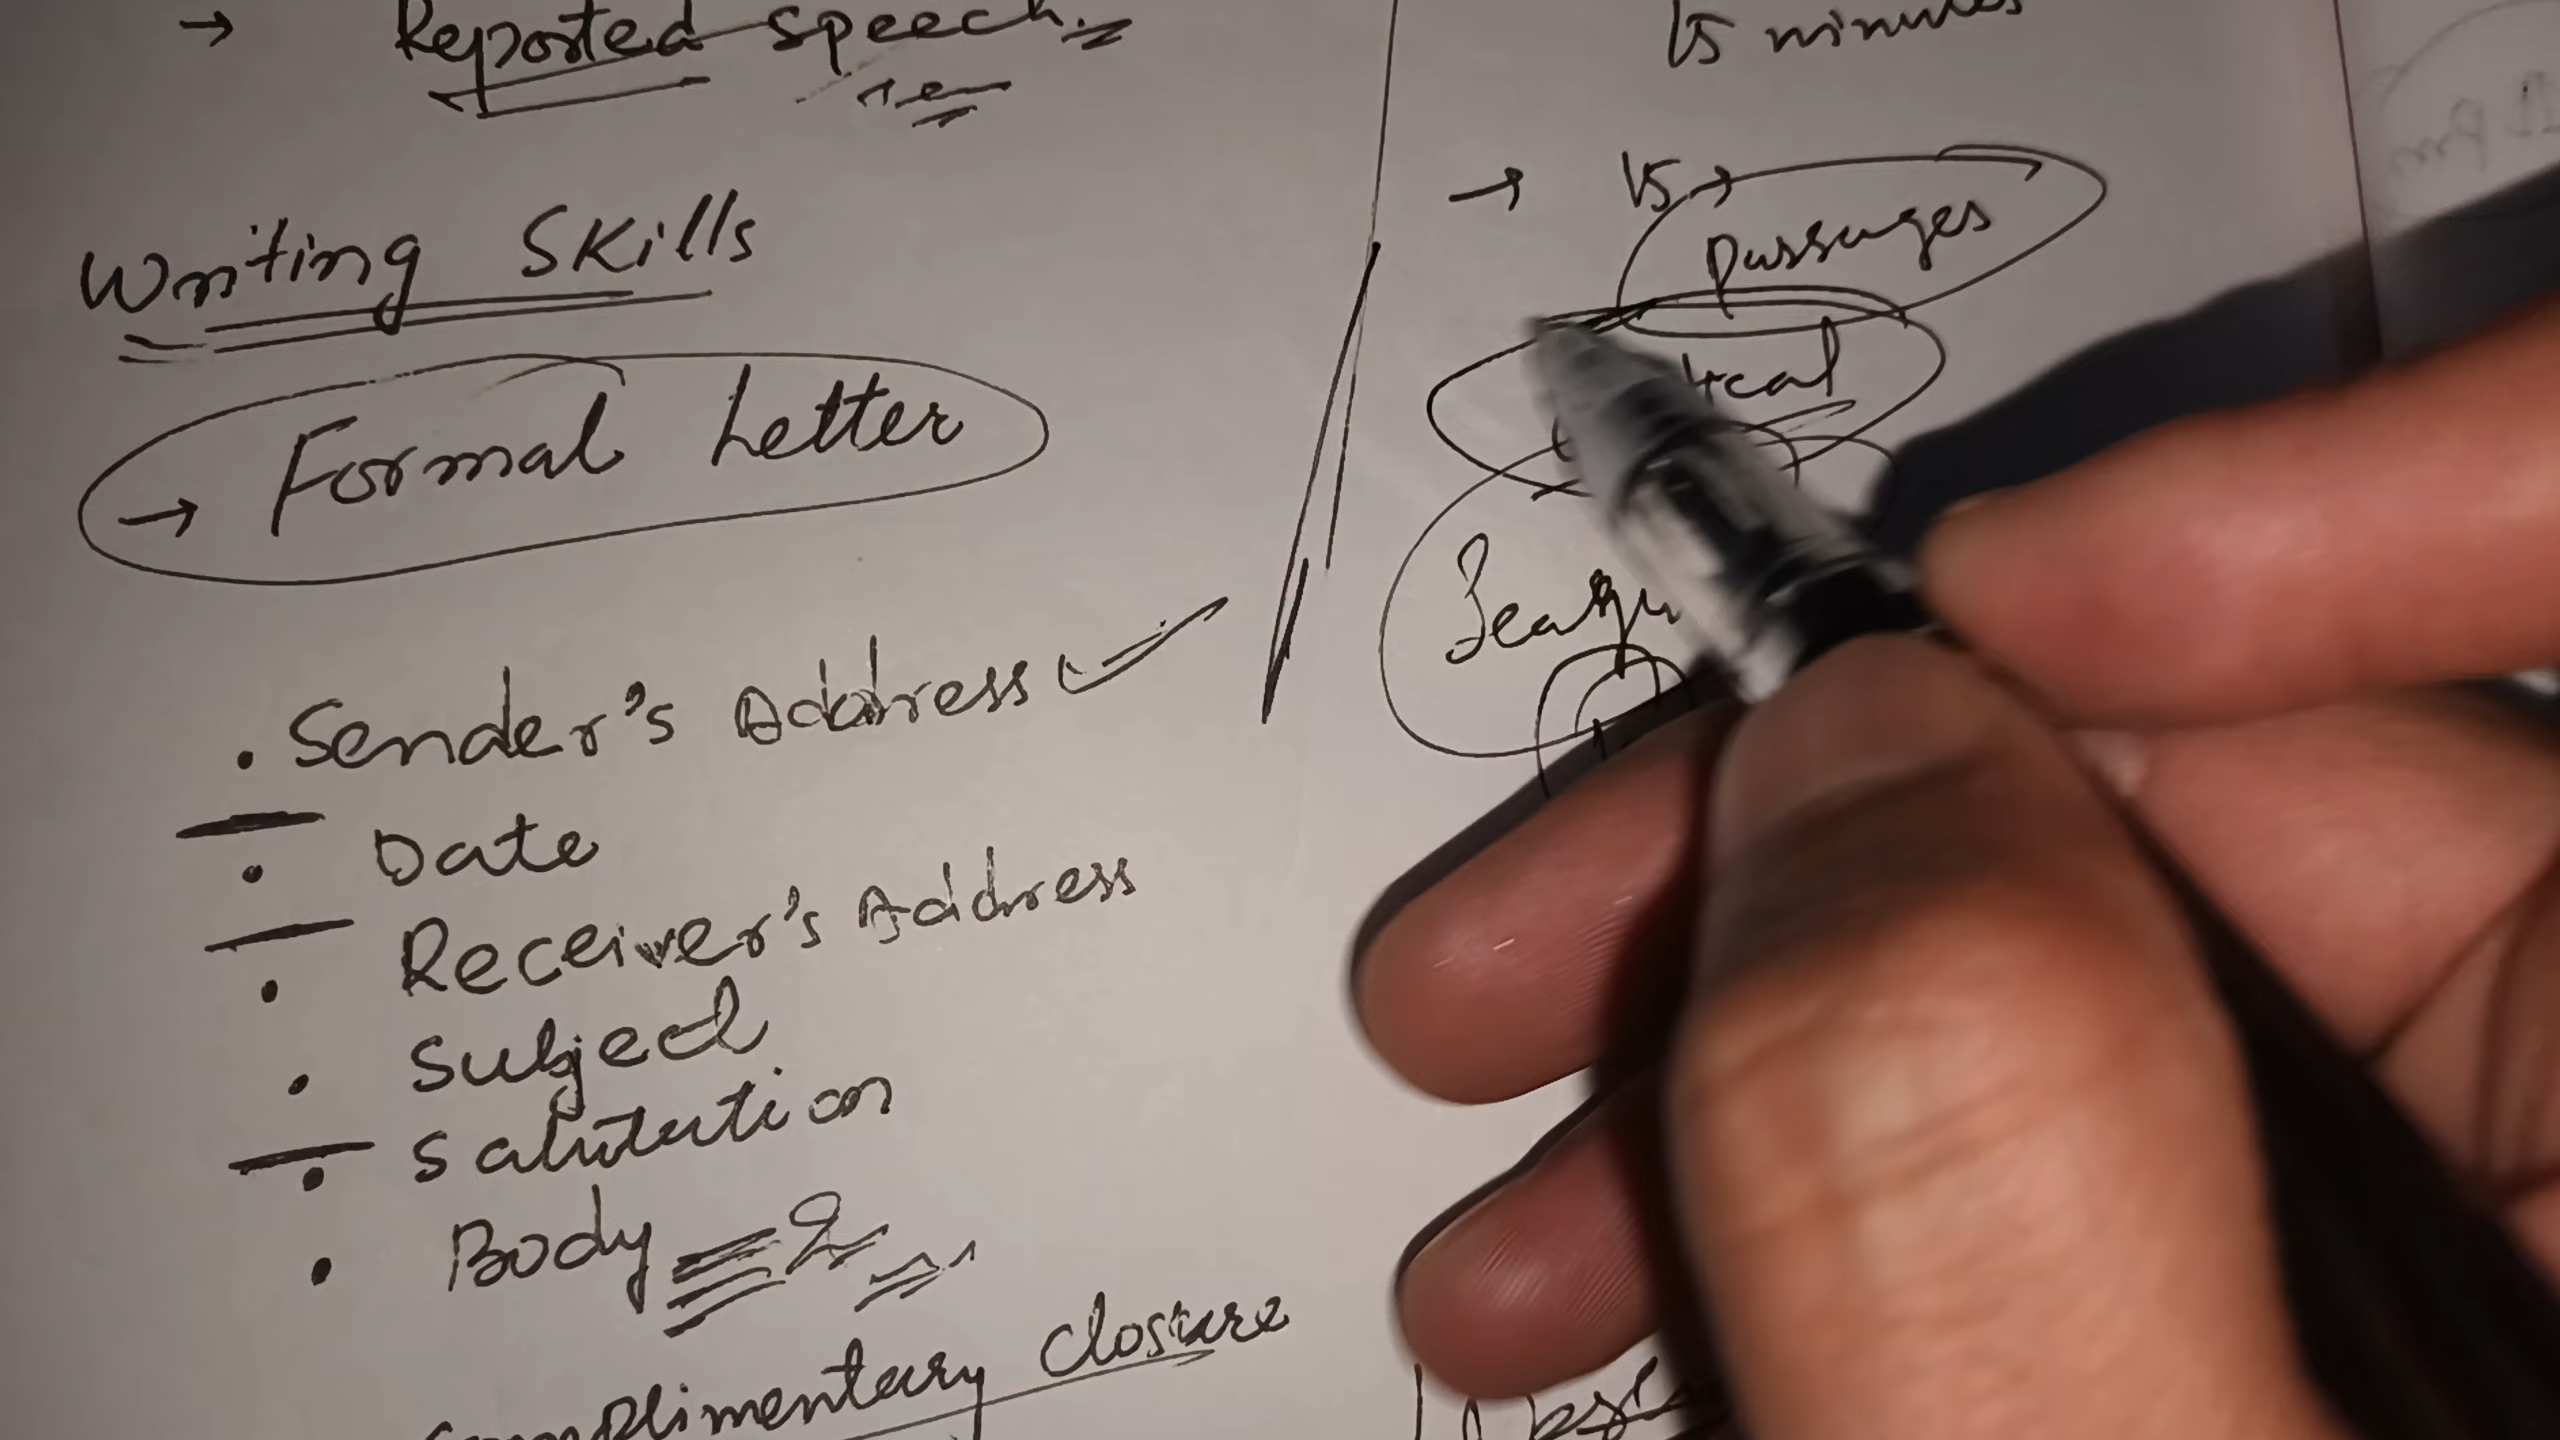 → Reported speech.
Writing Skills
→ Formal Letter
• Sender's Address ✓
• Date
• Receiver's Address
• Subject
• Salutation
• Body
Complimentary Closure
15 minutes
→ 15 →
Passages